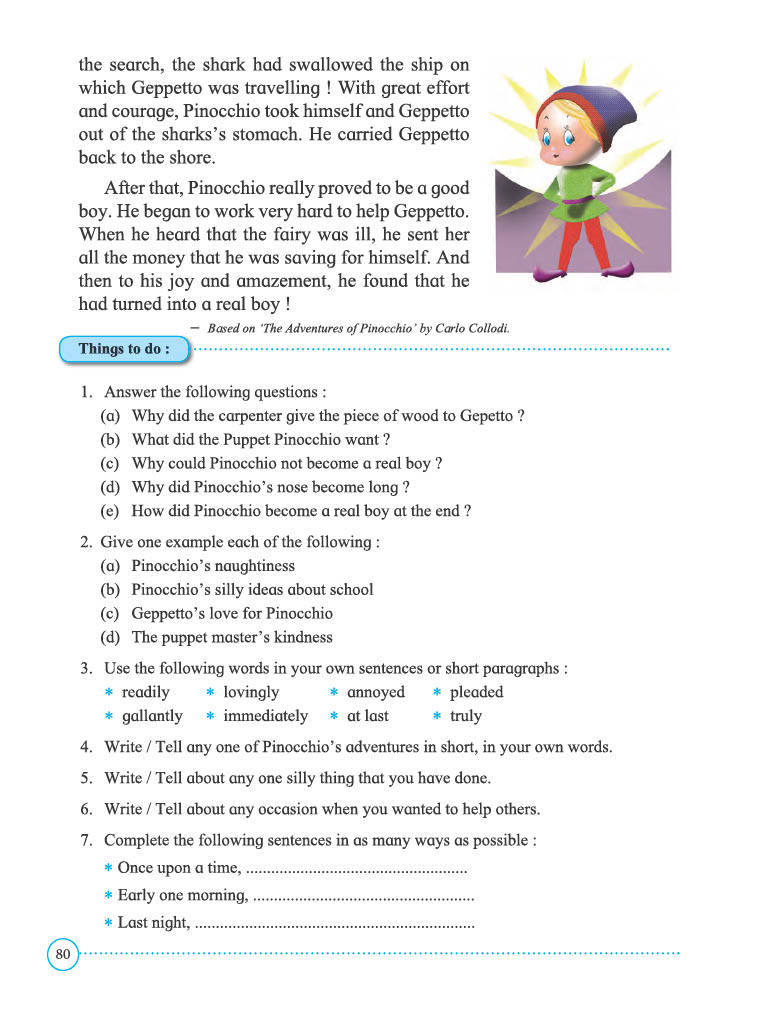 the search, the shark had swallowed the ship on
which Geppetto was travelling ! With great effort
and courage, Pinocchio took himself and Geppetto
out of the sharks's stomach. He carried Geppetto
back to the shore.
After that, Pinocchio really proved to be a good
boy. He began to work very hard to help Geppetto.
When he heard that the fairy was ill, he sent her
all the money that he was saving for himself. And
then to his joy and amazement, he found that he
had turned into a real boy !
– Based on 'The Adventures of Pinocchio' by Carlo Collodi.
Things to do :
1. Answer the following questions :
(a) Why did the carpenter give the piece of wood to Gepetto ?
(b) What did the Puppet Pinocchio want ?
(c) Why could Pinocchio not become a real boy ?
(d) Why did Pinocchio's nose become long ?
(e) How did Pinocchio become a real boy at the end ?
2. Give one example each of the following :
(a) Pinocchio's naughtiness
(b) Pinocchio's silly ideas about school
(c) Geppetto's love for Pinocchio
(d) The puppet master's kindness
3. Use the following words in your own sentences or short paragraphs :
* readily * lovingly * annoyed * pleaded
* gallantly * immediately * at last * truly
4. Write / Tell any one of Pinocchio's adventures in short, in your own words.
5. Write / Tell about any one silly thing that you have done.
6. Write / Tell about any occasion when you wanted to help others.
7. Complete the following sentences in as many ways as possible :
* Once upon a time, .....................................................
* Early one morning, .....................................................
* Last night, ...................................................................
80